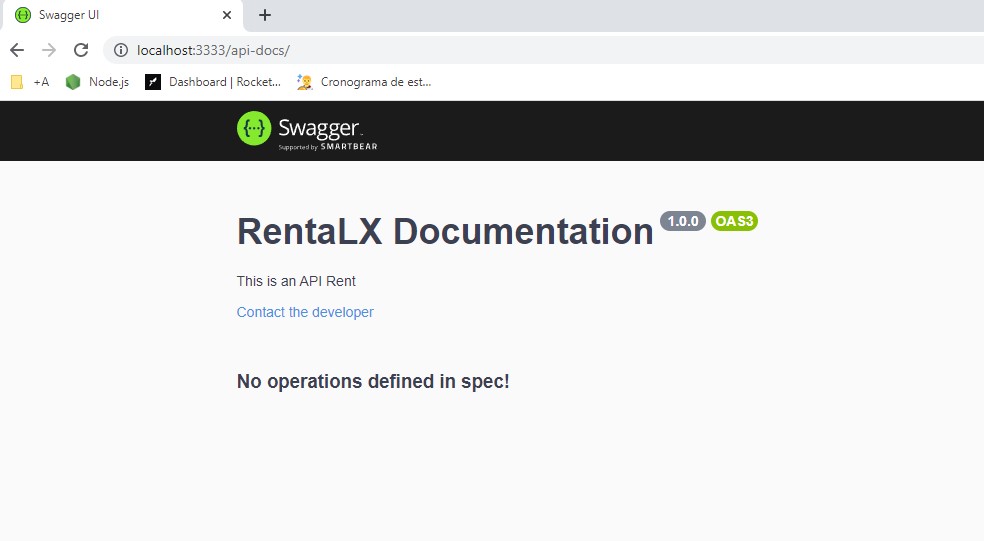 Swagger UI
localhost:3333/api-docs/
+A Node.js Dashboard | Rocket... Cronograma de est...
{···} Swagger.
Supported by SMARTBEAR
RentaLX Documentation 1.0.0 OAS3
This is an API Rent
Contact the developer
No operations defined in spec!